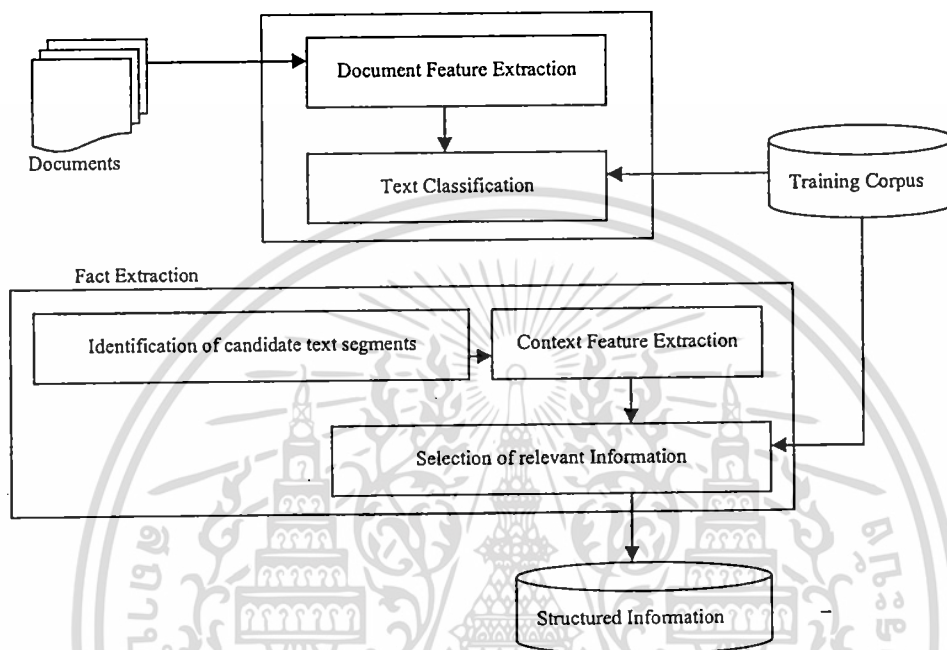 Document Feature Extraction
Documents
Text Classification
Training Corpus
Fact Extraction
Identification of candidate text segments
Context Feature Extraction
Selection of relevant Information
Structured Information